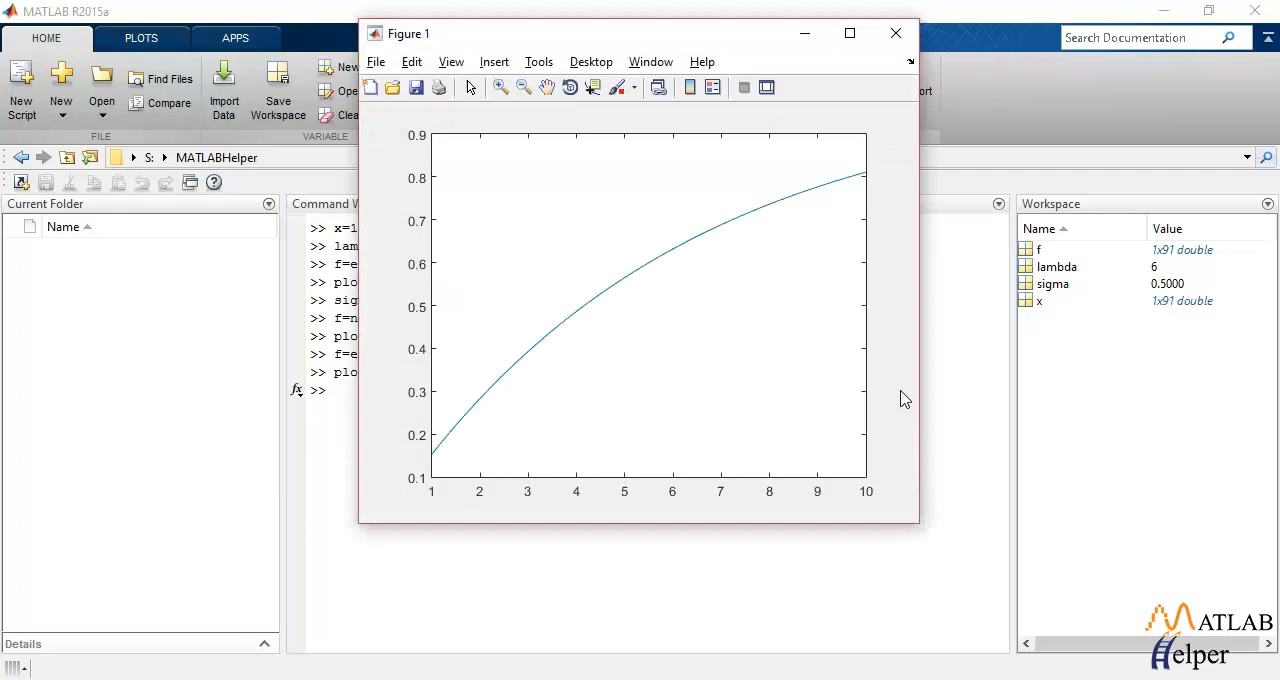 MATLAB R2015a
HOME
PLOTS
APPS
Search Documentation
New Script
New
Open
Find Files
Compare
Import Data
Save Workspace
New
FILE
VARIABLE
S: MATLABHelper
Current Folder
Name
Details
Command W
>> x=1
>> lam
>> f=e
>> plo
>> sig
>> f=n
>> plo
>> f=e
>> plo
fx >>
Figure 1
File Edit View Insert Tools Desktop Window Help
0.9
0.8
0.7
0.6
0.5
0.4
0.3
0.2
0.1
1 2 3 4 5 6 7 8 9 10
Workspace
Name Value
f 1x91 double
lambda 6
sigma 0.5000
x 1x91 double
MATLAB
Helper